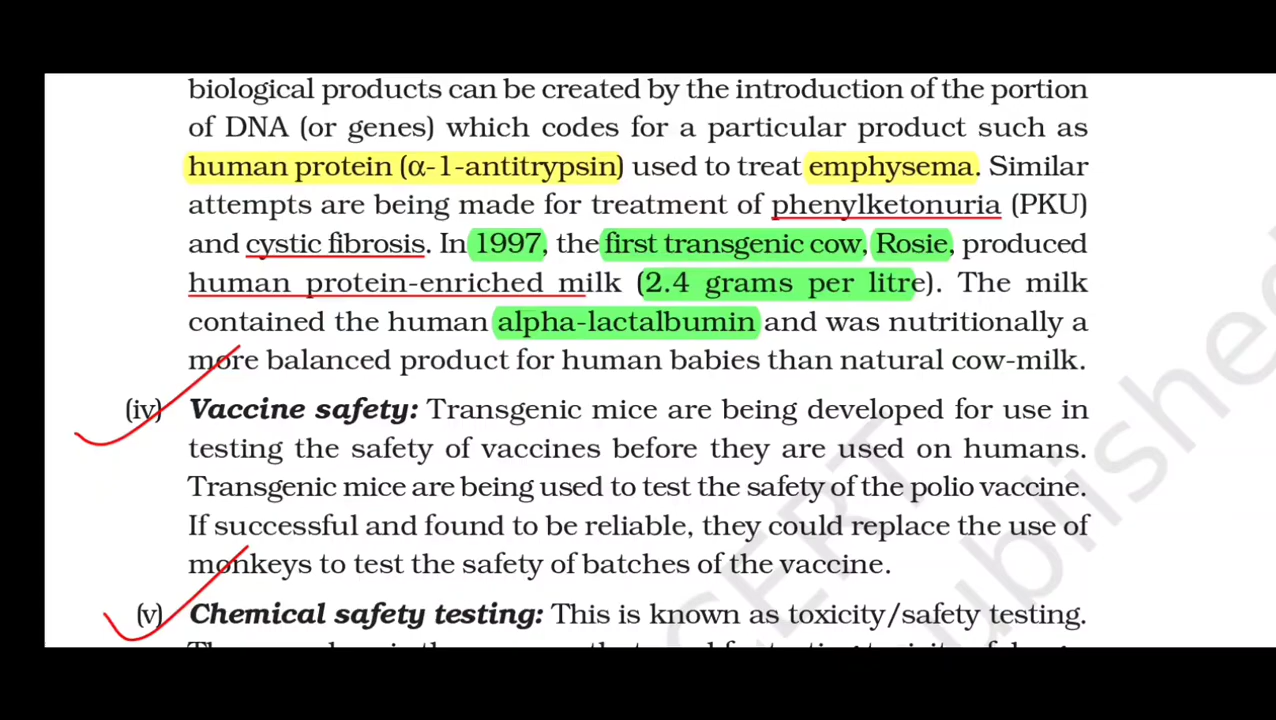 biological products can be created by the introduction of the portion
of DNA (or genes) which codes for a particular product such as
human protein (α-1-antitrypsin) used to treat emphysema. Similar
attempts are being made for treatment of phenylketonuria (PKU)
and cystic fibrosis. In 1997, the first transgenic cow, Rosie, produced
human protein-enriched milk (2.4 grams per litre). The milk
contained the human alpha-lactalbumin and was nutritionally a
more balanced product for human babies than natural cow-milk.
(iv) Vaccine safety: Transgenic mice are being developed for use in
testing the safety of vaccines before they are used on humans.
Transgenic mice are being used to test the safety of the polio vaccine.
If successful and found to be reliable, they could replace the use of
monkeys to test the safety of batches of the vaccine.
(v) Chemical safety testing: This is known as toxicity/safety testing.